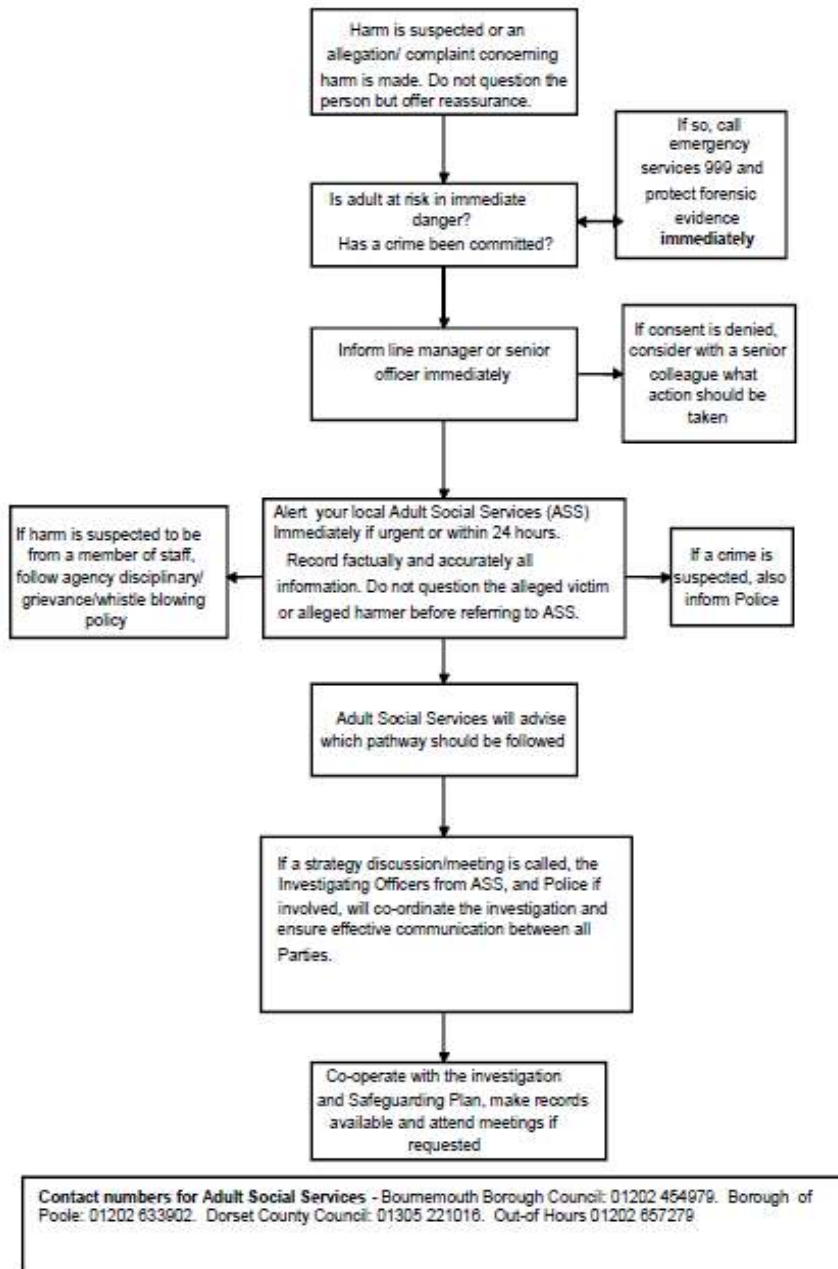 Harm is suspected or an
allegation/ complaint concerning
harm is made. Do not question the
person but offer reassurance.
If so, call
emergency
services 999 and
protect forensic
evidence
immediately
Is adult at risk in immediate
danger?
Has a crime been committed?
Inform line manager or senior
officer immediately
If consent is denied,
consider with a senior
colleague what
action should be
taken
If harm is suspected to be
from a member of staff,
follow agency disciplinary/
grievance/whistle blowing
policy
Alert your local Adult Social Services (ASS)
Immediately if urgent or within 24 hours.
Record factually and accurately all
information. Do not question the alleged victim
or alleged harmer before referring to ASS.
If a crime is
suspected, also
inform Police
Adult Social Services will advise
which pathway should be followed
If a strategy discussion/meeting is called, the
Investigating Officers from ASS, and Police if
involved, will co-ordinate the investigation and
ensure effective communication between all
Parties.
Co-operate with the investigation
and Safeguarding Plan, make records
available and attend meetings if
requested
Contact numbers for Adult Social Services - Bournemouth Borough Council: 01202 454979. Borough of
Poole: 01202 633902. Dorset County Council: 01305 221016. Out-of Hours 01202 657279